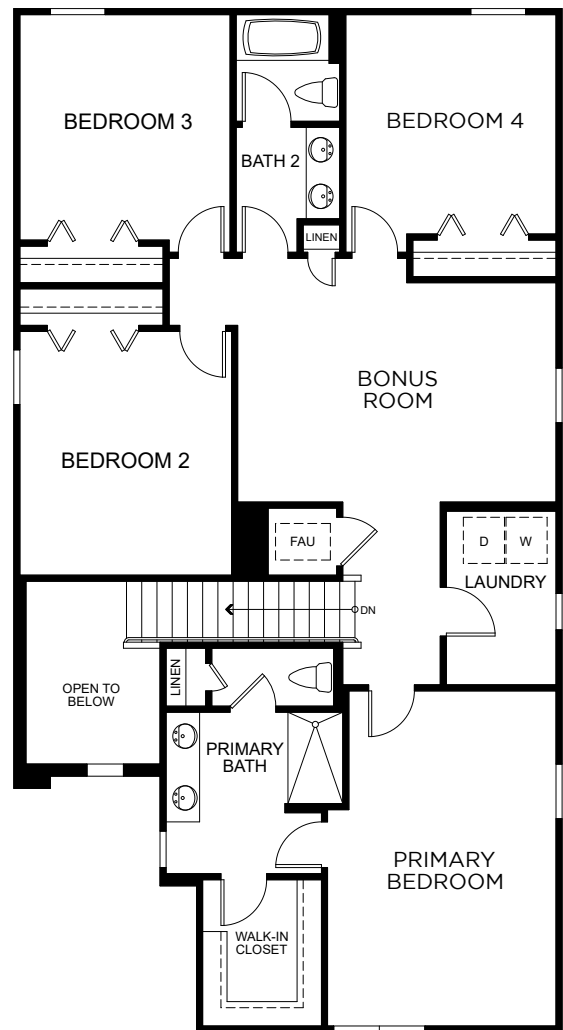 BEDROOM 3
BEDROOM 4
BATH 2
LINEN
BONUS
ROOM
BEDROOM 2
FAU
D
W
LAUNDRY
DN
LINEN
OPEN TO
BELOW
PRIMARY
BATH
PRIMARY
BEDROOM
WALK-IN
CLOSET